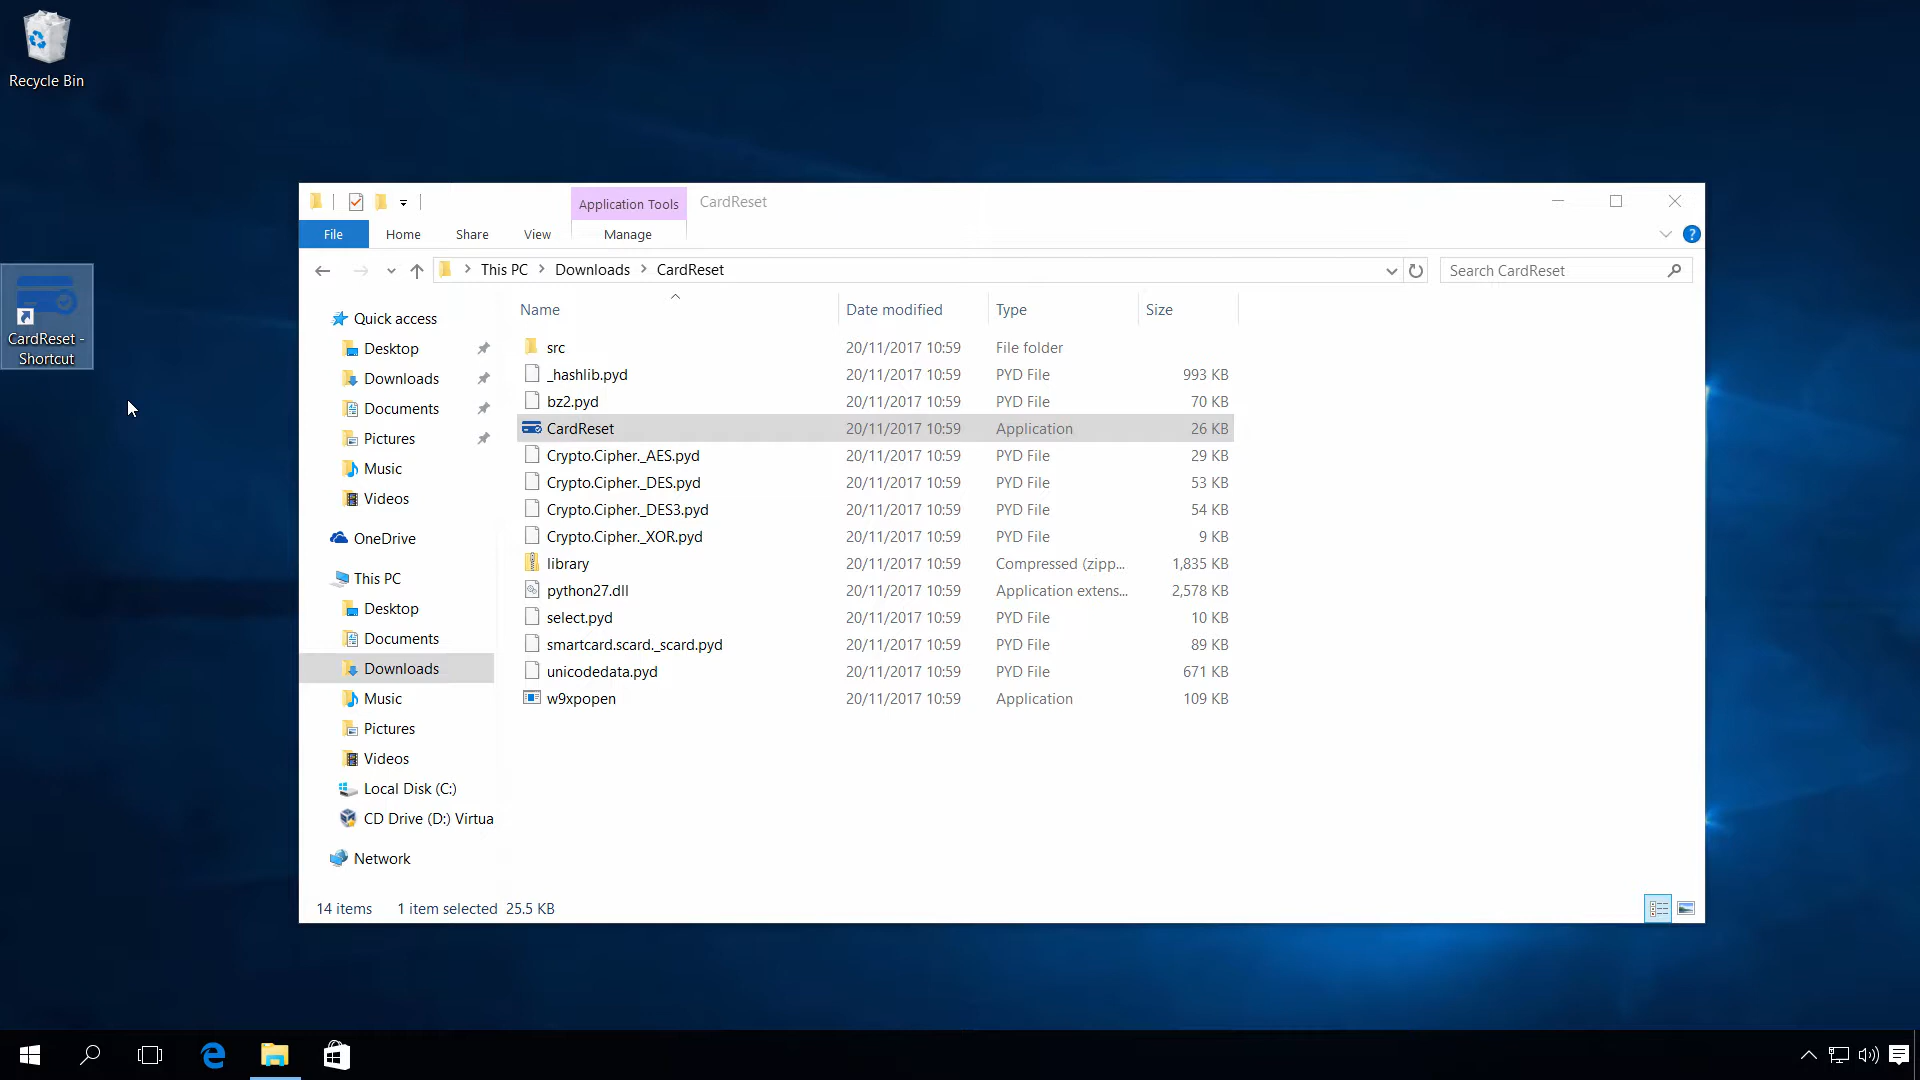 Recycle Bin
CardReset -
Shortcut
Application Tools
CardReset
File
Home
Share
View
Manage
?
This PC
Downloads
CardReset
Search CardReset
Quick access
Desktop
Downloads
Documents
Pictures
Music
Videos
OneDrive
This PC
Desktop
Documents
Downloads
Music
Pictures
Videos
Local Disk (C:)
CD Drive (D:) Virtua
Network
Name Date modified Type Size
src 20/11/2017 10:59 File folder
_hashlib.pyd 20/11/2017 10:59 PYD File 993 KB
bz2.pyd 20/11/2017 10:59 PYD File 70 KB
CardReset 20/11/2017 10:59 Application 26 KB
Crypto.Cipher._AES.pyd 20/11/2017 10:59 PYD File 29 KB
Crypto.Cipher._DES.pyd 20/11/2017 10:59 PYD File 53 KB
Crypto.Cipher._DES3.pyd 20/11/2017 10:59 PYD File 54 KB
Crypto.Cipher._XOR.pyd 20/11/2017 10:59 PYD File 9 KB
library 20/11/2017 10:59 Compressed (zipp... 1,835 KB
python27.dll 20/11/2017 10:59 Application extens... 2,578 KB
select.pyd 20/11/2017 10:59 PYD File 10 KB
smartcard.scard._scard.pyd 20/11/2017 10:59 PYD File 89 KB
unicodedata.pyd 20/11/2017 10:59 PYD File 671 KB
w9xpopen 20/11/2017 10:59 Application 109 KB
14 items 1 item selected 25.5 KB